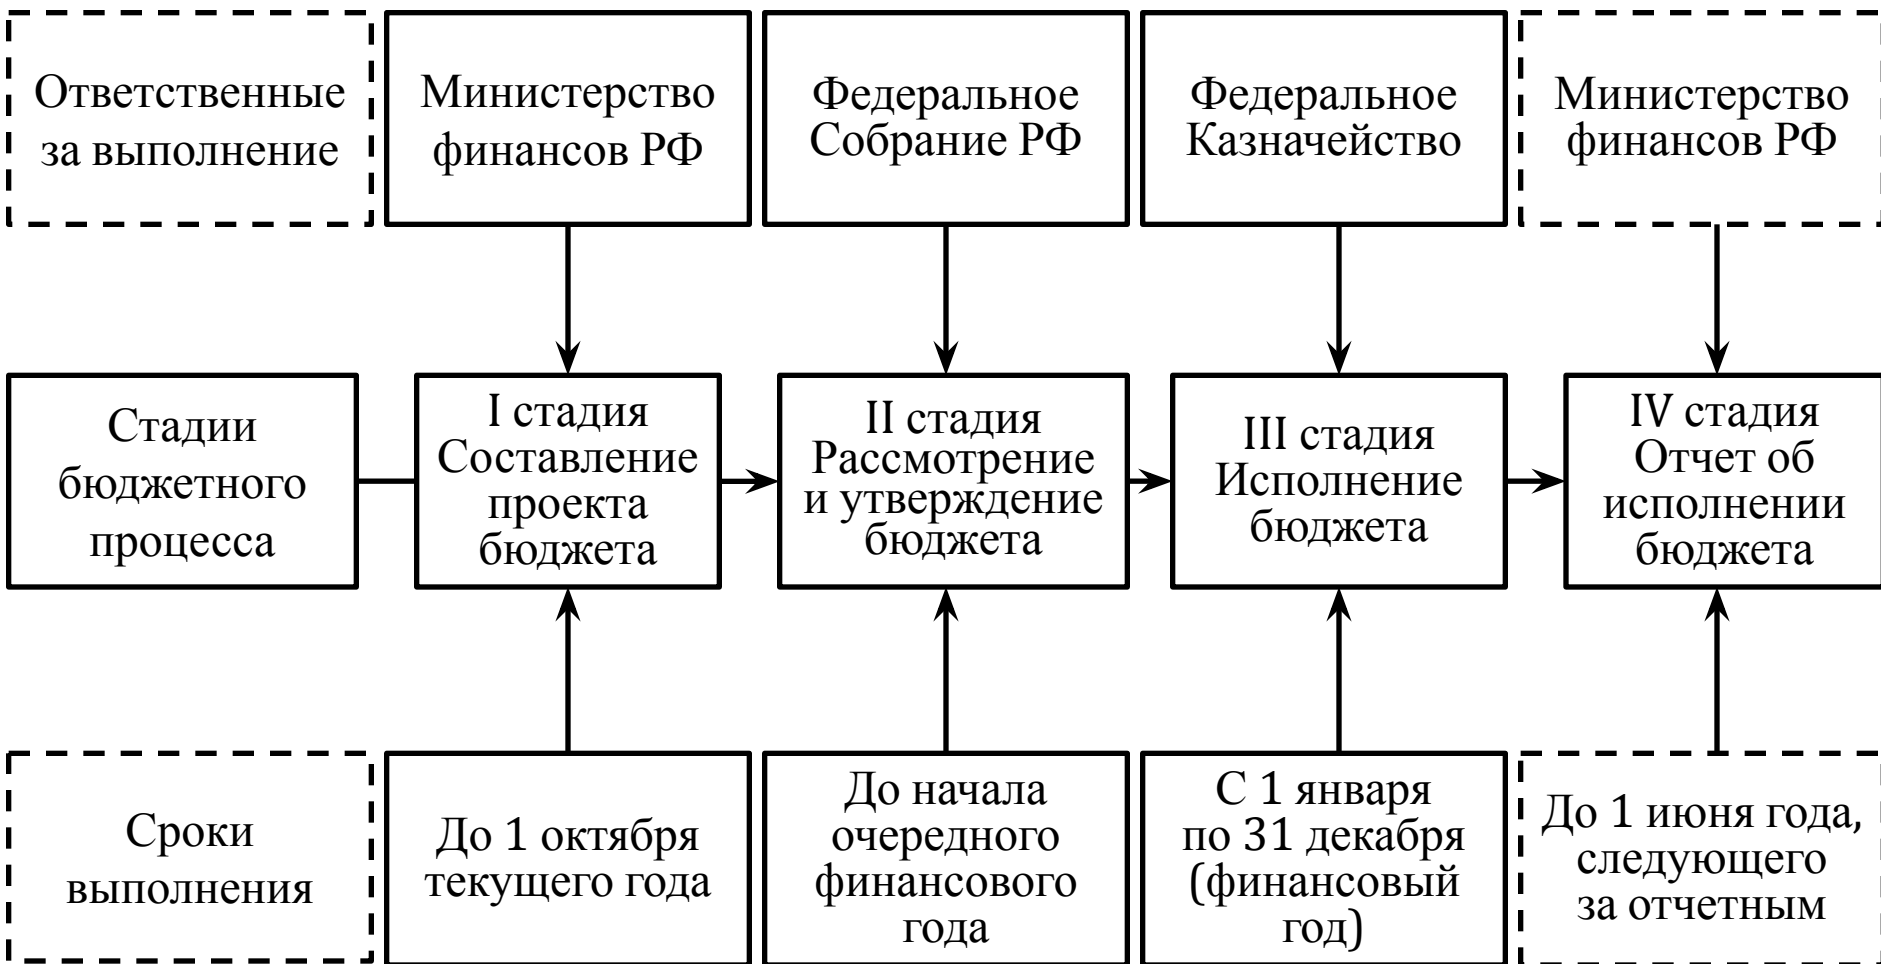 Ответственные
за выполнение
Министерство
финансов РФ
Федеральное
Собрание РФ
Федеральное
Казначейство
Министерство
финансов РФ
Стадии
бюджетного
процесса
I стадия
Составление
проекта
бюджета
II стадия
Рассмотрение
и утверждение
бюджета
III стадия
Исполнение
бюджета
IV стадия
Отчет об
исполнении
бюджета
Сроки
выполнения
До 1 октября
текущего года
До начала
очередного
финансового
года
С 1 января
по 31 декабря
(финансовый
год)
До 1 июня года,
следующего
за отчетным